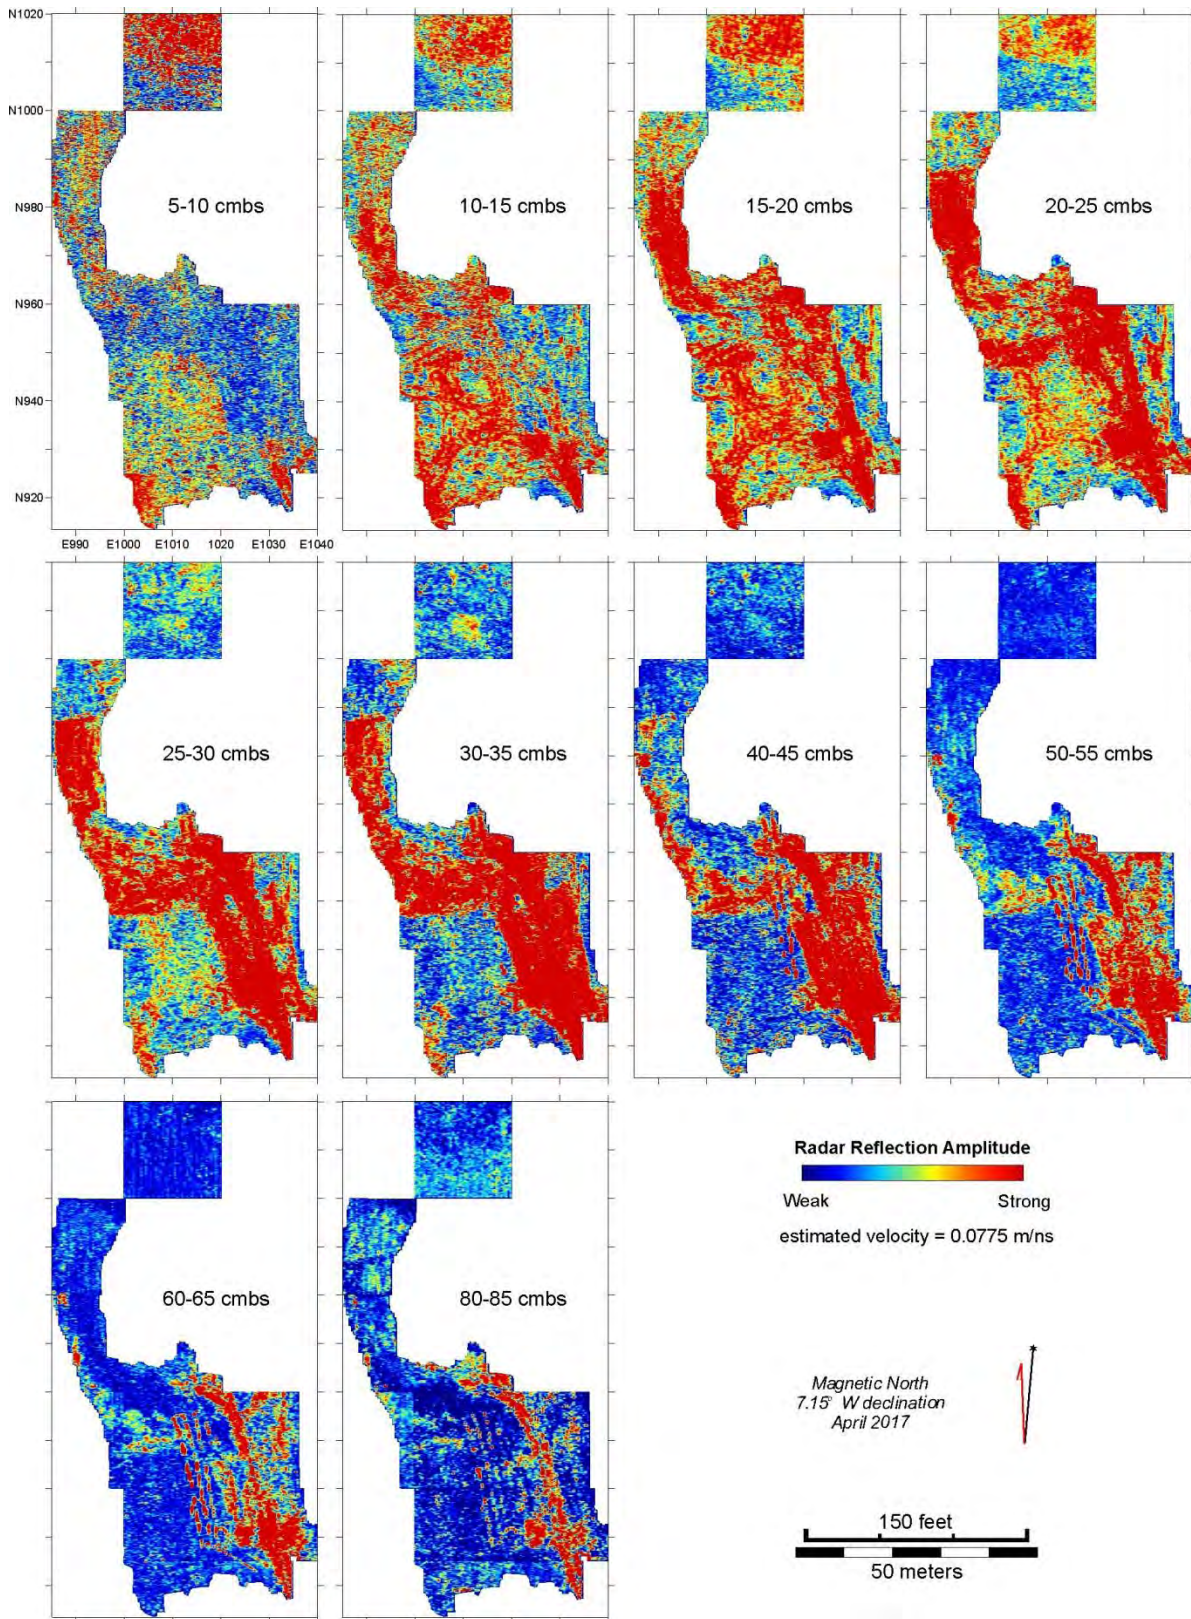 N1020
N1000
N980
N960
N940
N920
5-10 cmbs
10-15 cmbs
15-20 cmbs
20-25 cmbs
E990 E1000 E1010 E1020 E1030 E1040
25-30 cmbs
30-35 cmbs
40-45 cmbs
50-55 cmbs
60-65 cmbs
80-85 cmbs
Radar Reflection Amplitude
Weak Strong
estimated velocity = 0.0775 m/ns
Magnetic North
7.15° W declination
April 2017
150 feet
50 meters